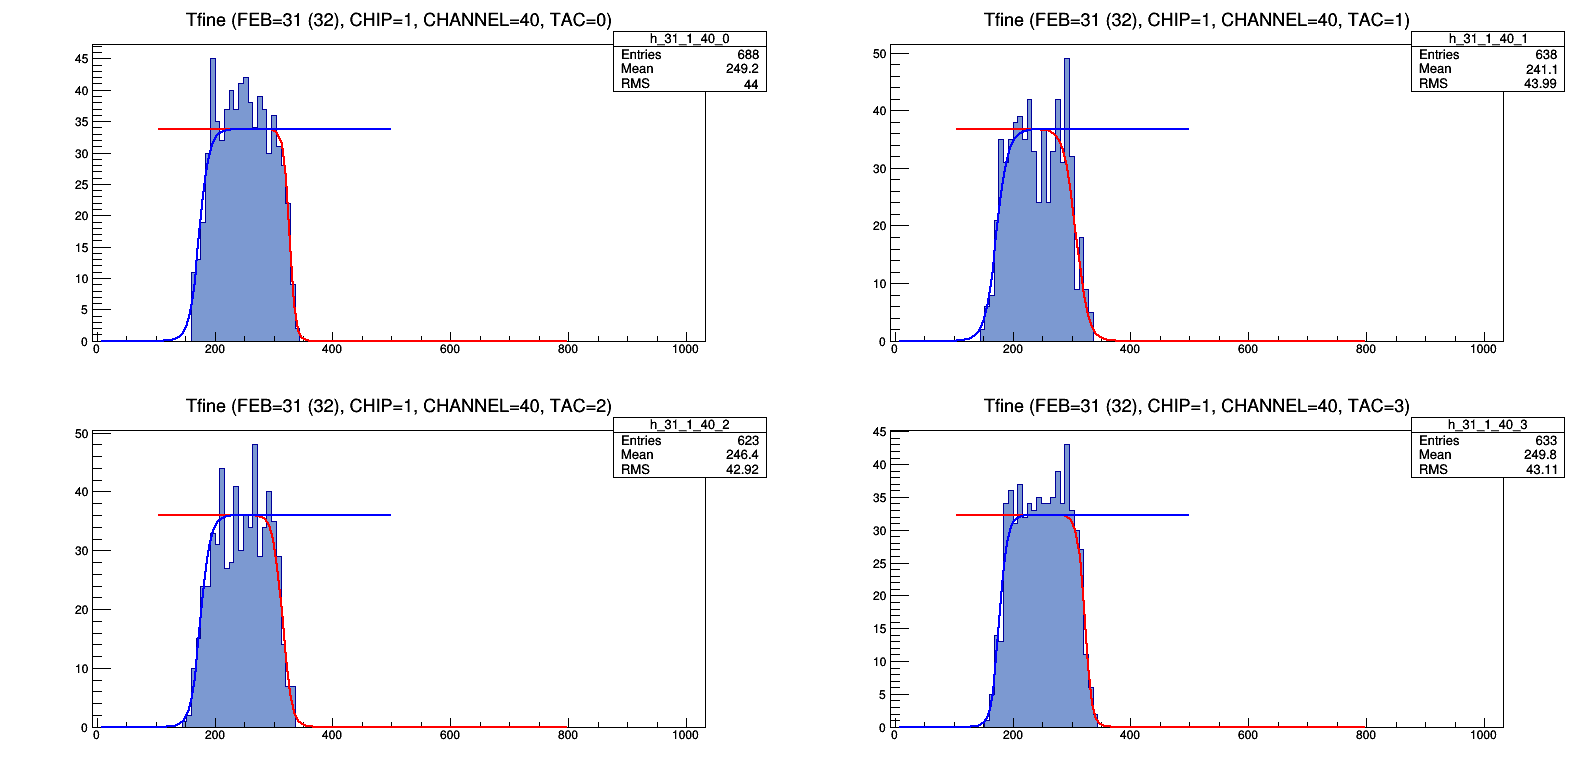 Tfine (FEB=31 (32), CHIP=1, CHANNEL=40, TAC=0)
h_31_1_40_0
Entries 688
Mean 249.2
RMS 44
45
40
35
30
25
20
15
10
5
0
0 200 400 600 800 1000
Tfine (FEB=31 (32), CHIP=1, CHANNEL=40, TAC=1)
h_31_1_40_1
Entries 638
Mean 241.1
RMS 43.99
50
40
30
20
10
0
0 200 400 600 800 1000
Tfine (FEB=31 (32), CHIP=1, CHANNEL=40, TAC=2)
h_31_1_40_2
Entries 623
Mean 246.4
RMS 42.92
50
40
30
20
10
0
0 200 400 600 800 1000
Tfine (FEB=31 (32), CHIP=1, CHANNEL=40, TAC=3)
h_31_1_40_3
Entries 633
Mean 249.8
RMS 43.11
45
40
35
30
25
20
15
10
5
0
0 200 400 600 800 1000